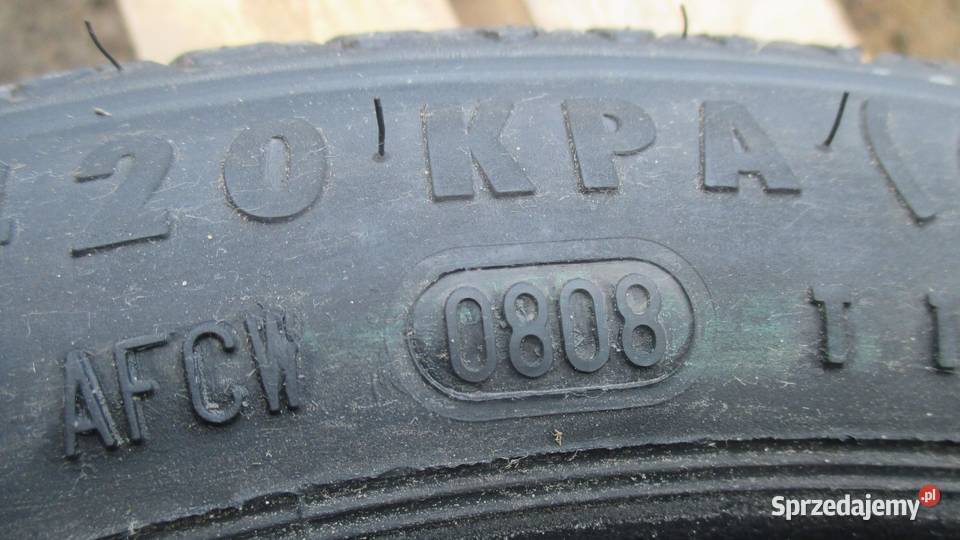 20 KPA (
AFCW 0808
Sprzedajemy.pl